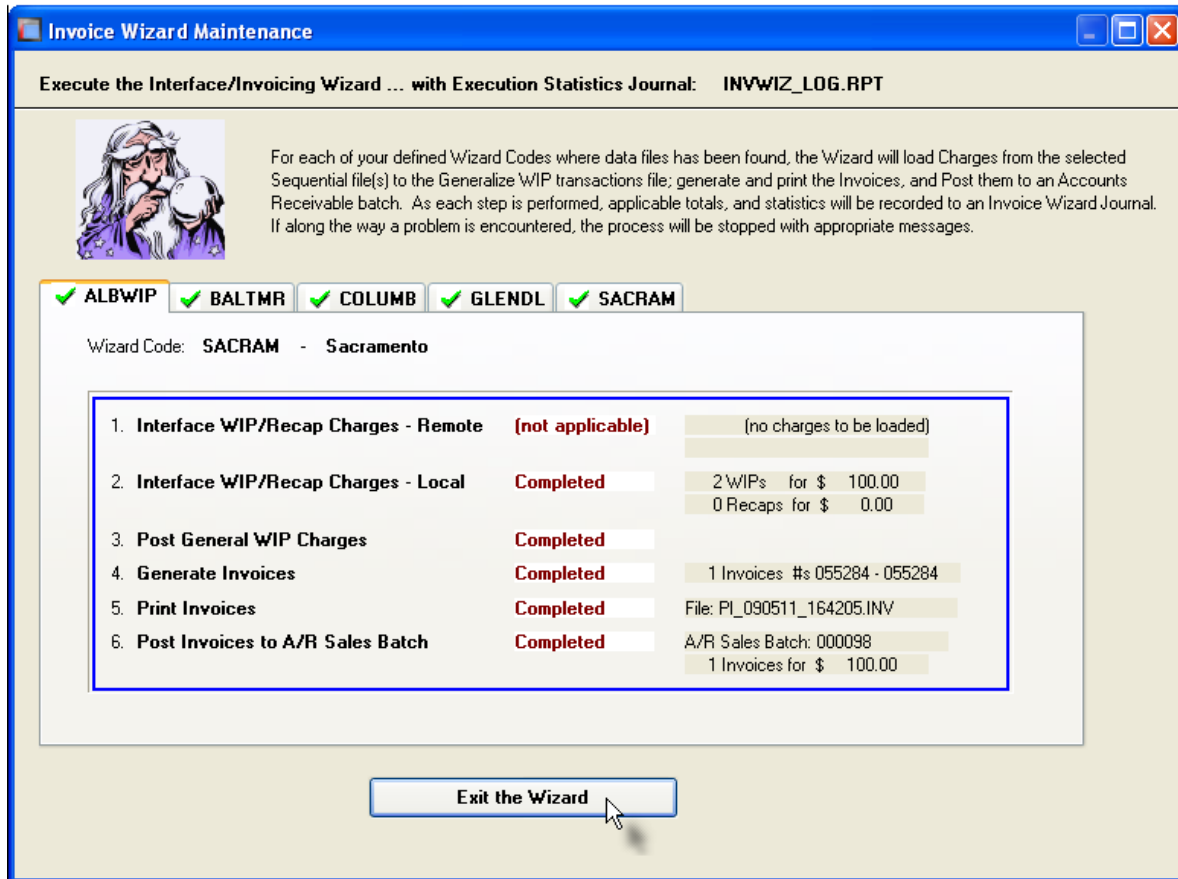 Invoice Wizard Maintenance
Execute the Interface/Invoicing Wizard ... with Execution Statistics Journal: INVWIZ_LOG.RPT
For each of your defined Wizard Codes where data files has been found, the Wizard will load Charges from the selected
Sequential file(s) to the Generalize WIP transactions file; generate and print the Invoices, and Post them to an Accounts
Receivable batch. As each step is performed, applicable totals, and statistics will be recorded to an Invoice Wizard Journal.
If along the way a problem is encountered, the process will be stopped with appropriate messages.
ALBWIP BALTMR COLUMB GLENDL SACRAM
Wizard Code: SACRAM - Sacramento
1. Interface WIP/Recap Charges - Remote (not applicable) (no charges to be loaded)
2. Interface WIP/Recap Charges - Local Completed 2 WIPs for $ 100.00
0 Recaps for $ 0.00
3. Post General WIP Charges Completed
4. Generate Invoices Completed 1 Invoices #s 055284 - 055284
5. Print Invoices Completed File: PI_090511_164205.INV
6. Post Invoices to A/R Sales Batch Completed A/R Sales Batch: 000098
1 Invoices for $ 100.00
Exit the Wizard